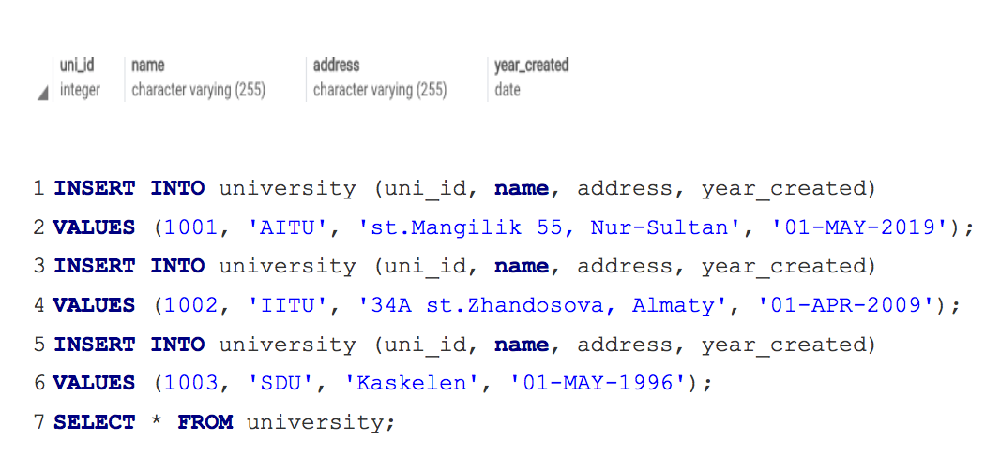 uni_id name address year_created
integer character varying (255) character varying (255) date
1 INSERT INTO university (uni_id, name, address, year_created)
2 VALUES (1001, 'AITU', 'st.Mangilik 55, Nur-Sultan', '01-MAY-2019');
3 INSERT INTO university (uni_id, name, address, year_created)
4 VALUES (1002, 'IITU', '34A st.Zhandosova, Almaty', '01-APR-2009');
5 INSERT INTO university (uni_id, name, address, year_created)
6 VALUES (1003, 'SDU', 'Kaskelen', '01-MAY-1996');
7 SELECT * FROM university;